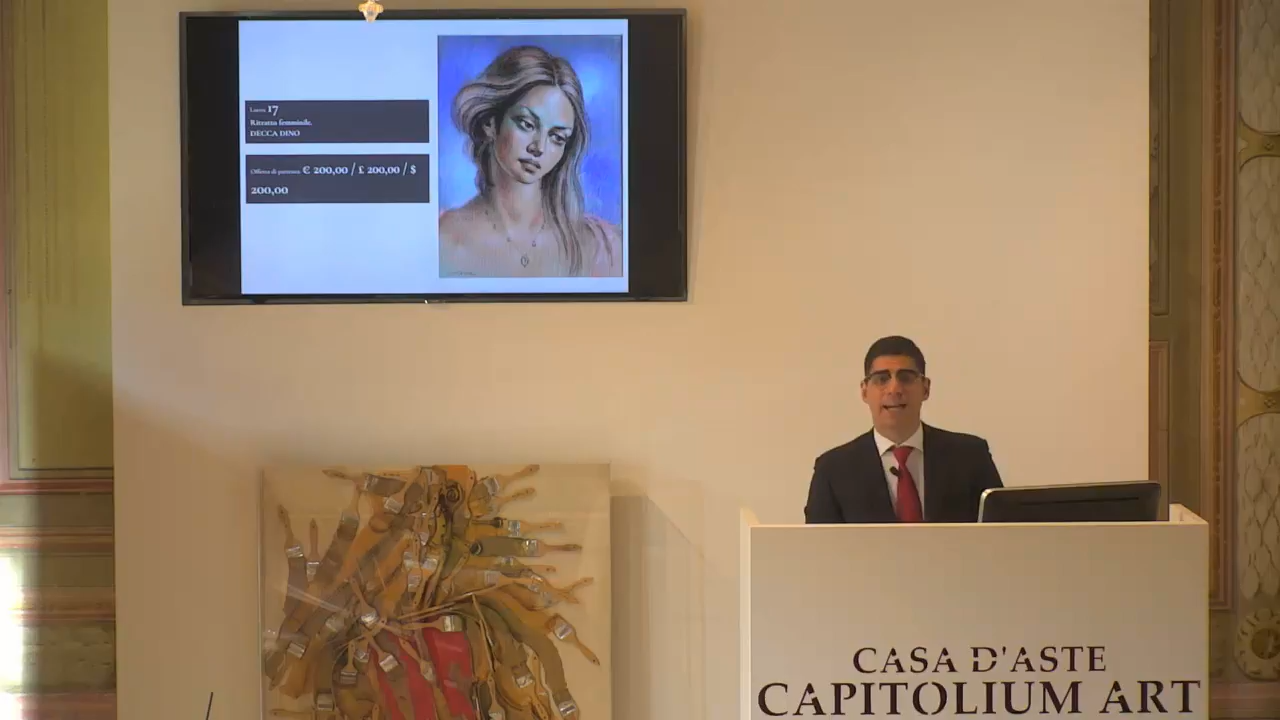 Lotto 17
Ritratto femminile.
DECCA DINO
Offerta di partenza € 200,00 / £ 200,00 / $
200,00
CASA D'ASTE
CAPITOLIUM ART